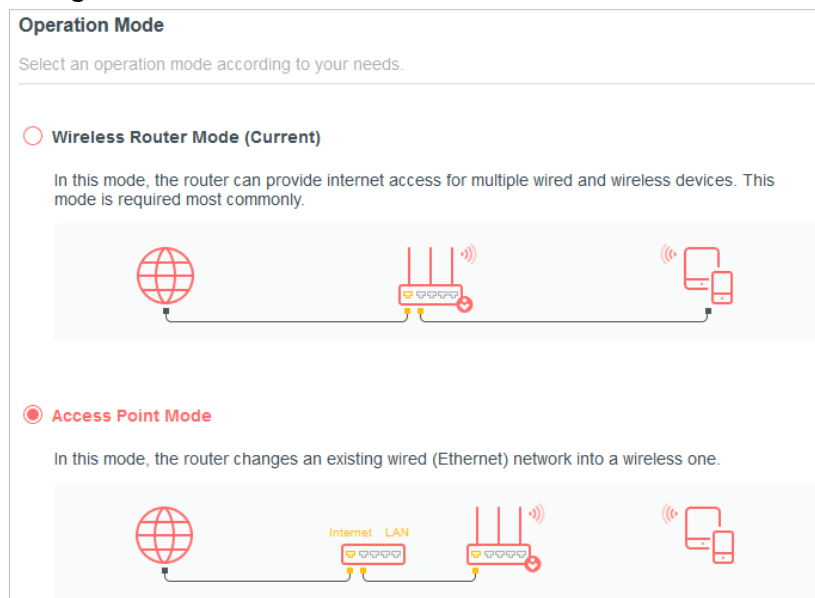 Operation Mode
Select an operation mode according to your needs.
Wireless Router Mode (Current)
In this mode, the router can provide internet access for multiple wired and wireless devices. This
mode is required most commonly.
Access Point Mode
In this mode, the router changes an existing wired (Ethernet) network into a wireless one.
Internet LAN